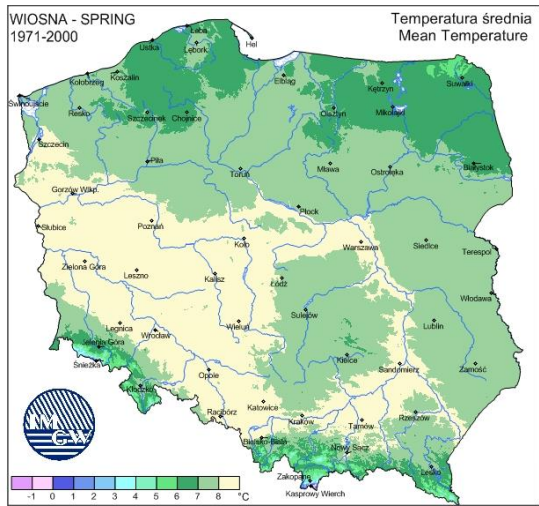 WIOSNA - SPRING
1971-2000
Temperatura średnia
Mean Temperature
Łeba
Ustka
Lębork
Hel
Koszalin
Kołobrzeg
Elbląg
Kętrzyn
Suwałki
Świnoujście
Resko
Szczecinek
Chojnice
Olsztyn
Mikołajki
Szczecin
Piła
Toruń
Mława
Ostrołęka
Białystok
Gorzów Wlkp.
Płock
Słubice
Poznań
Koło
Warszawa
Siedlce
Terespol
Zielona Góra
Leszno
Kalisz
Łódź
Włodawa
Sulejów
Legnica
Wrocław
Wieluń
Lublin
Jelenia Góra
Śnieżka
Kielce
Sandomierz
Zamość
Kłodzko
Opole
Racibórz
Katowice
Kraków
Tarnów
Rzeszów
Bielsko-Biała
Nowy Sącz
Lesko
Zakopane
Kasprowy Wierch
IM
GW
-1 0 1 2 3 4 5 6 7 8 °C